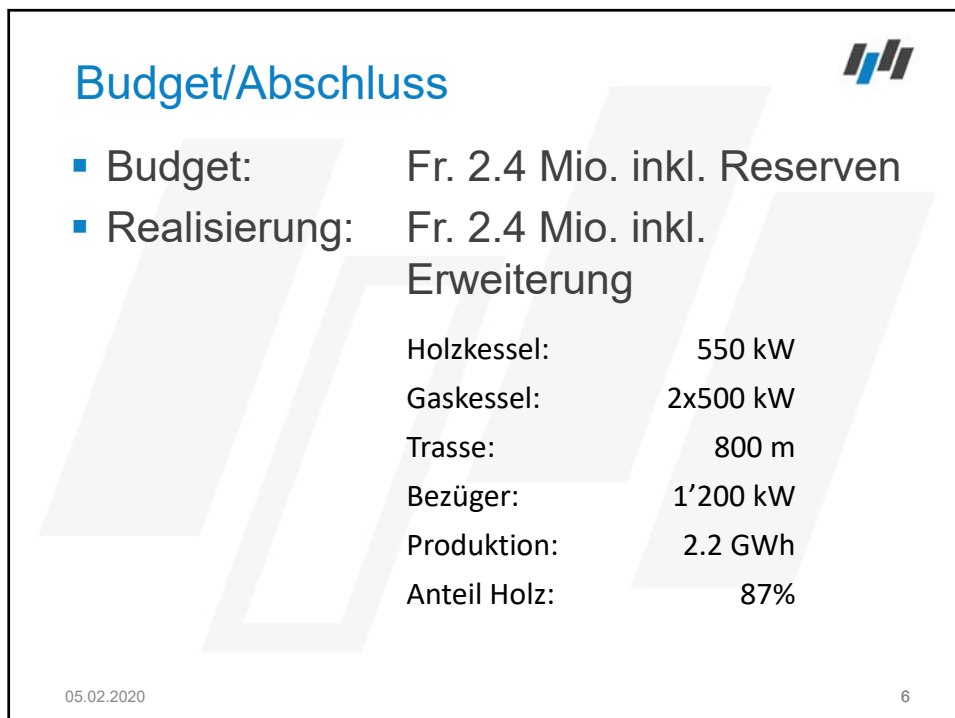 Budget/Abschluss
▪ Budget: Fr. 2.4 Mio. inkl. Reserven
▪ Realisierung: Fr. 2.4 Mio. inkl.
Erweiterung
Holzkessel: 550 kW
Gaskessel: 2x500 kW
Trasse: 800 m
Bezüger: 1’200 kW
Produktion: 2.2 GWh
Anteil Holz: 87%
05.02.2020 6